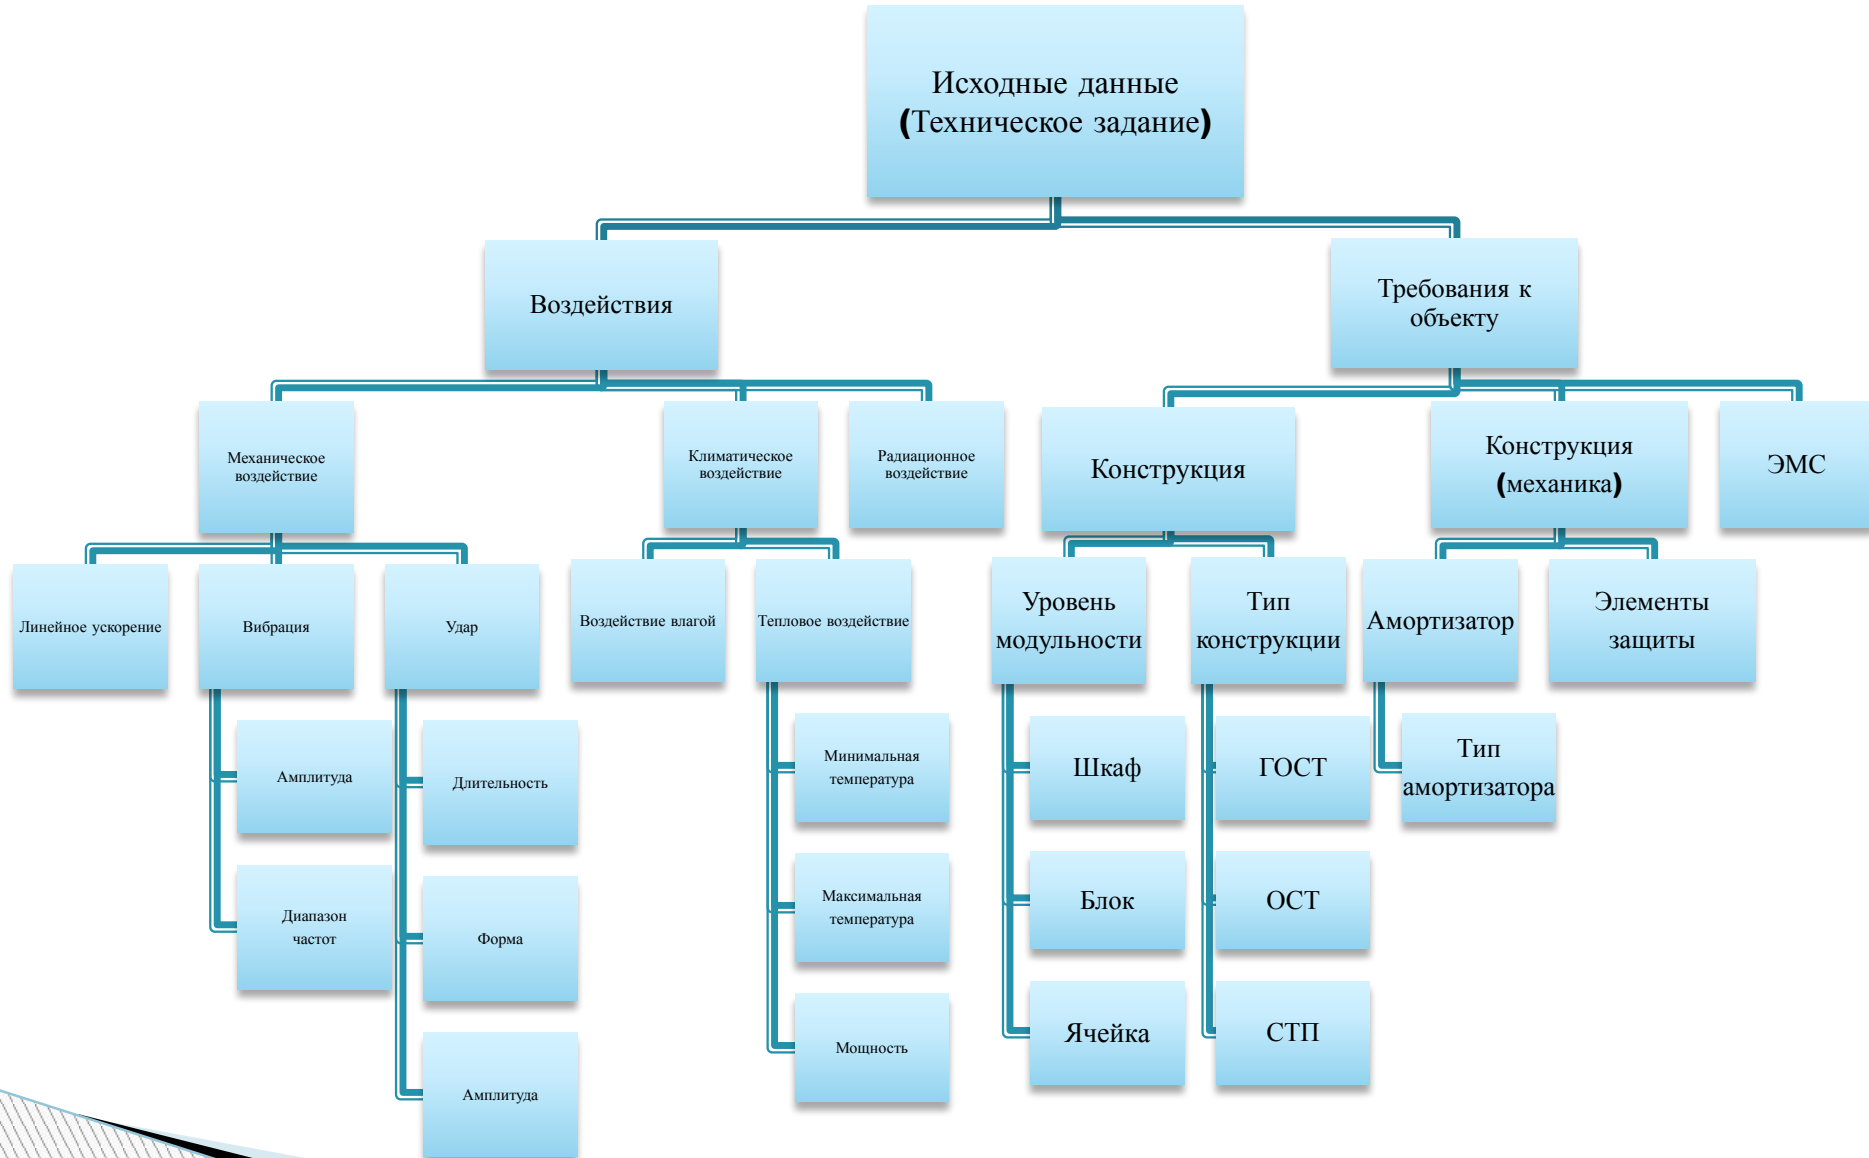 Исходные данные
(Техническое задание)
Воздействия
Требования к
объекту
Механическое
воздействие
Климатическое
воздействие
Радиационное
воздействие
Конструкция
Конструкция
(механика)
ЭМС
Линейное ускорение
Вибрация
Удар
Воздействие влагой
Тепловое воздействие
Уровень
модульности
Тип
конструкции
Амортизатор
Элементы
защиты
Амплитуда
Диапазон
частот
Длительность
Форма
Амплитуда
Минимальная
температура
Максимальная
температура
Мощность
Шкаф
Блок
Ячейка
ГОСТ
ОСТ
СТП
Тип
амортизатора